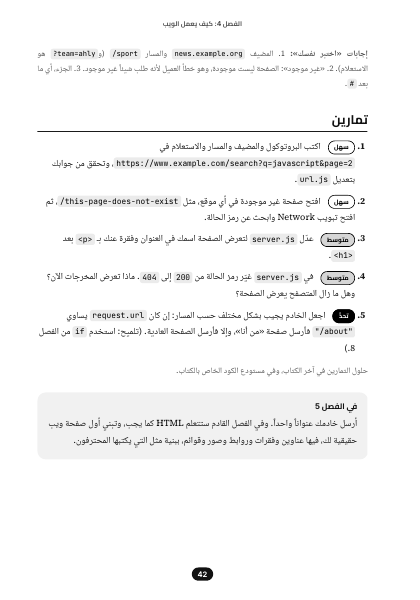 الفصل 4: كيف يعمل الويب
إجابات «اختبر نفسك»: 1. المضيف news.example.org والمسار /sport (و ?team=ahly هو
الاستعلام). 2. «غير موجود»: الصفحة ليست موجودة، وهو خطأ العميل لأنه طلب شيئاً غير موجود. 3. الجزء، أي ما
بعد #.
تمارين
1. سهل اكتب البروتوكول والمضيف والمسار والاستعلام في
https://www.example.com/search?q=javascript&page=2، وتحقق من جوابك
بتعديل url.js.
2. سهل افتح صفحة غير موجودة في أي موقع، مثل /this-page-does-not-exist، ثم
افتح تبويب Network وابحث عن رمز الحالة.
3. متوسط عدّل server.js لتعرض الصفحة اسمك في العنوان وفقرة عنك بـ <p> بعد
<h1>.
4. متوسط في server.js غيّر رمز الحالة من 200 إلى 404. ماذا تعرض المخرجات الآن؟
وهل ما زال المتصفح يعرض الصفحة؟
5. تحدٍّ اجعل الخادم يجيب بشكل مختلف حسب المسار: إن كان request.url يساوي
"/about" فأرسل صفحة «من أنا»، وإلا فأرسل الصفحة العادية. (تلميح: استخدم if من الفصل
8.)
حلول التمارين في آخر الكتاب، وفي مستودع الكود الخاص بالكتاب.
في الفصل 5
أرسل خادمك عنواناً واحداً. وفي الفصل القادم ستتعلم HTML كما يجب، وتبني أول صفحة ويب
حقيقية لك، فيها عناوين وفقرات وروابط وصور وقوائم، ببنية مثل التي يكتبها المحترفون.
42